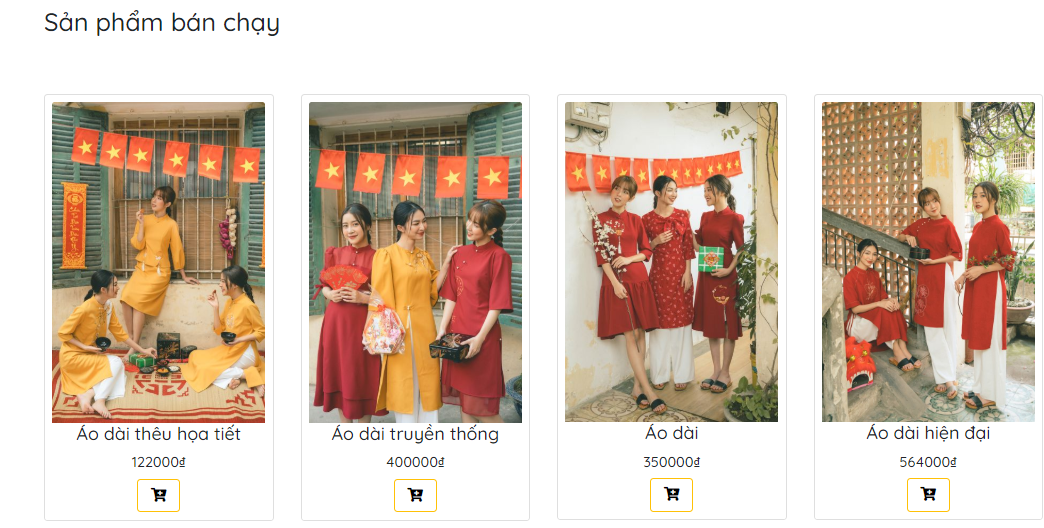 Sản phẩm bán chạy
Áo dài thêu họa tiết
122000₫
Áo dài truyền thống
400000₫
Áo dài
350000₫
Áo dài hiện đại
564000₫